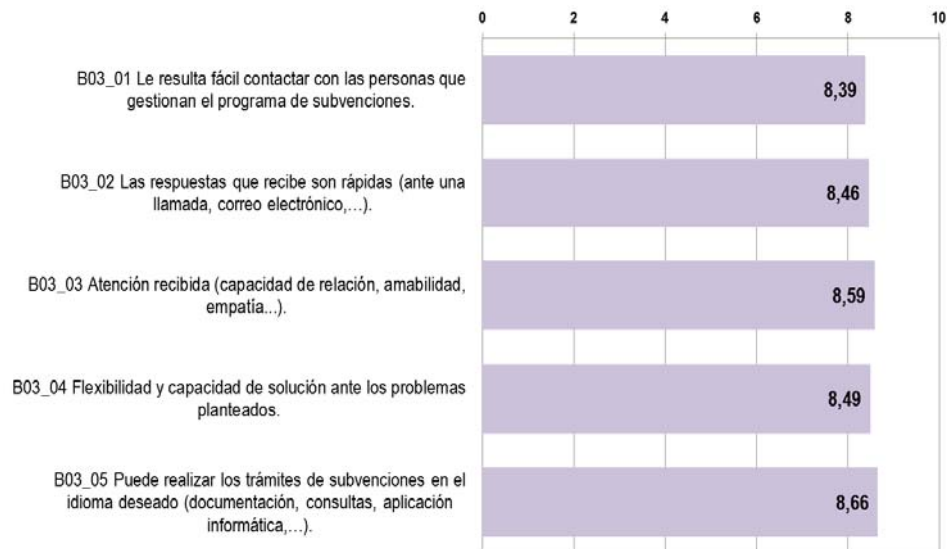 0 2 4 6 8 10
B03_01 Le resulta fácil contactar con las personas que
gestionan el programa de subvenciones.
8,39
B03_02 Las respuestas que recibe son rápidas (ante una
llamada, correo electrónico,…).
8,46
B03_03 Atención recibida (capacidad de relación, amabilidad,
empatía...).
8,59
B03_04 Flexibilidad y capacidad de solución ante los problemas
planteados.
8,49
B03_05 Puede realizar los trámites de subvenciones en el
idioma deseado (documentación, consultas, aplicación
informática,…).
8,66